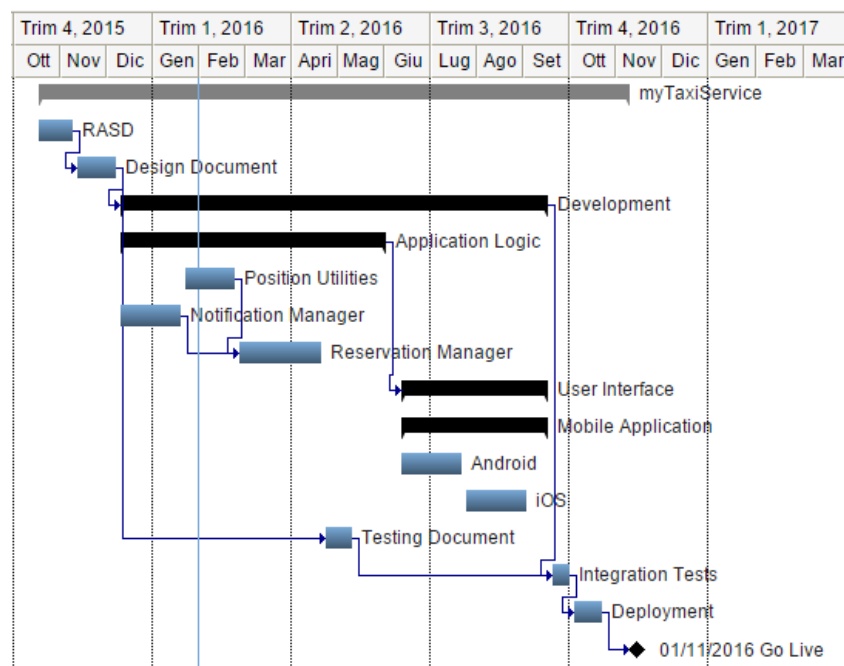 Trim 4, 2015 Trim 1, 2016 Trim 2, 2016 Trim 3, 2016 Trim 4, 2016 Trim 1, 2017
Ott Nov Dic Gen Feb Mar Apri Mag Giu Lug Ago Set Ott Nov Dic Gen Feb Mar
myTaxiService
RASD
Design Document
Development
Application Logic
Position Utilities
Notification Manager
Reservation Manager
User Interface
Mobile Application
Android
iOS
Testing Document
Integration Tests
Deployment
01/11/2016 Go Live